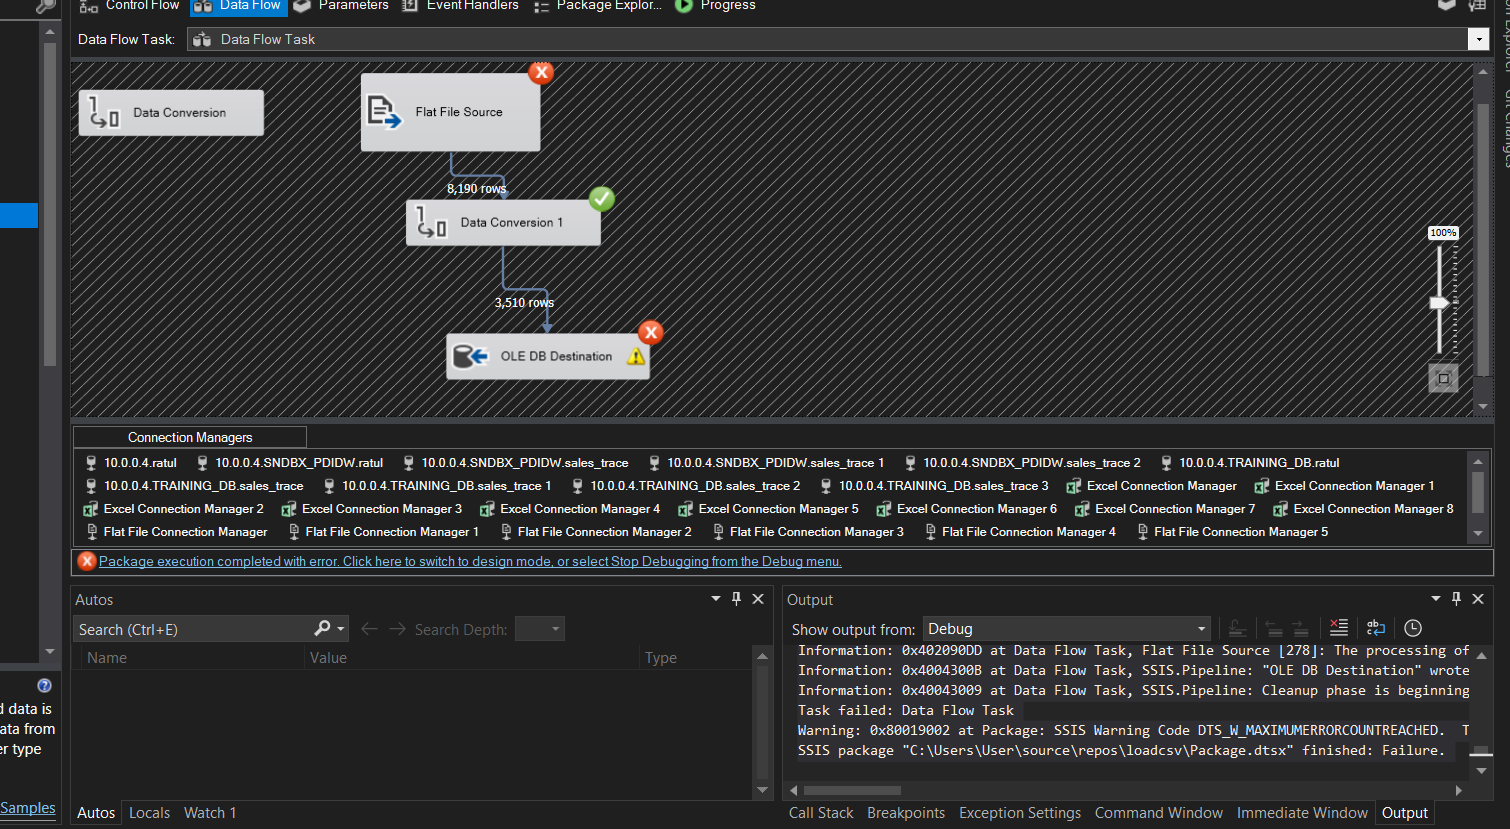 Control Flow Data Flow Parameters Event Handlers Package Explor... Progress
Data Flow Task: Data Flow Task
Data Conversion
Flat File Source
8,190 rows
Data Conversion 1
3,510 rows
OLE DB Destination
100%
Connection Managers
10.0.0.4.ratul 10.0.0.4.SNDBX_PDIDW.ratul 10.0.0.4.SNDBX_PDIDW.sales_trace 10.0.0.4.SNDBX_PDIDW.sales_trace 1 10.0.0.4.SNDBX_PDIDW.sales_trace 2 10.0.0.4.TRAINING_DB.ratul
10.0.0.4.TRAINING_DB.sales_trace 10.0.0.4.TRAINING_DB.sales_trace 1 10.0.0.4.TRAINING_DB.sales_trace 2 10.0.0.4.TRAINING_DB.sales_trace 3 Excel Connection Manager Excel Connection Manager 1
Excel Connection Manager 2 Excel Connection Manager 3 Excel Connection Manager 4 Excel Connection Manager 5 Excel Connection Manager 6 Excel Connection Manager 7 Excel Connection Manager 8
Flat File Connection Manager Flat File Connection Manager 1 Flat File Connection Manager 2 Flat File Connection Manager 3 Flat File Connection Manager 4 Flat File Connection Manager 5
Package execution completed with error. Click here to switch to design mode, or select Stop Debugging from the Debug menu.
Autos
Search (Ctrl+E) Search Depth:
Name Value Type
d data is
ata from
er type
Samples
Autos Locals Watch 1
Output
Show output from: Debug
Information: 0x402090DD at Data Flow Task, Flat File Source [278]: The processing of
Information: 0x4004300B at Data Flow Task, SSIS.Pipeline: "OLE DB Destination" wrote
Information: 0x40043009 at Data Flow Task, SSIS.Pipeline: Cleanup phase is beginning
Task failed: Data Flow Task
Warning: 0x80019002 at Package: SSIS Warning Code DTS_W_MAXIMUMERRORCOUNTREACHED. T
SSIS package "C:\Users\User\source\repos\loadcsv\Package.dtsx" finished: Failure.
Call Stack Breakpoints Exception Settings Command Window Immediate Window Output